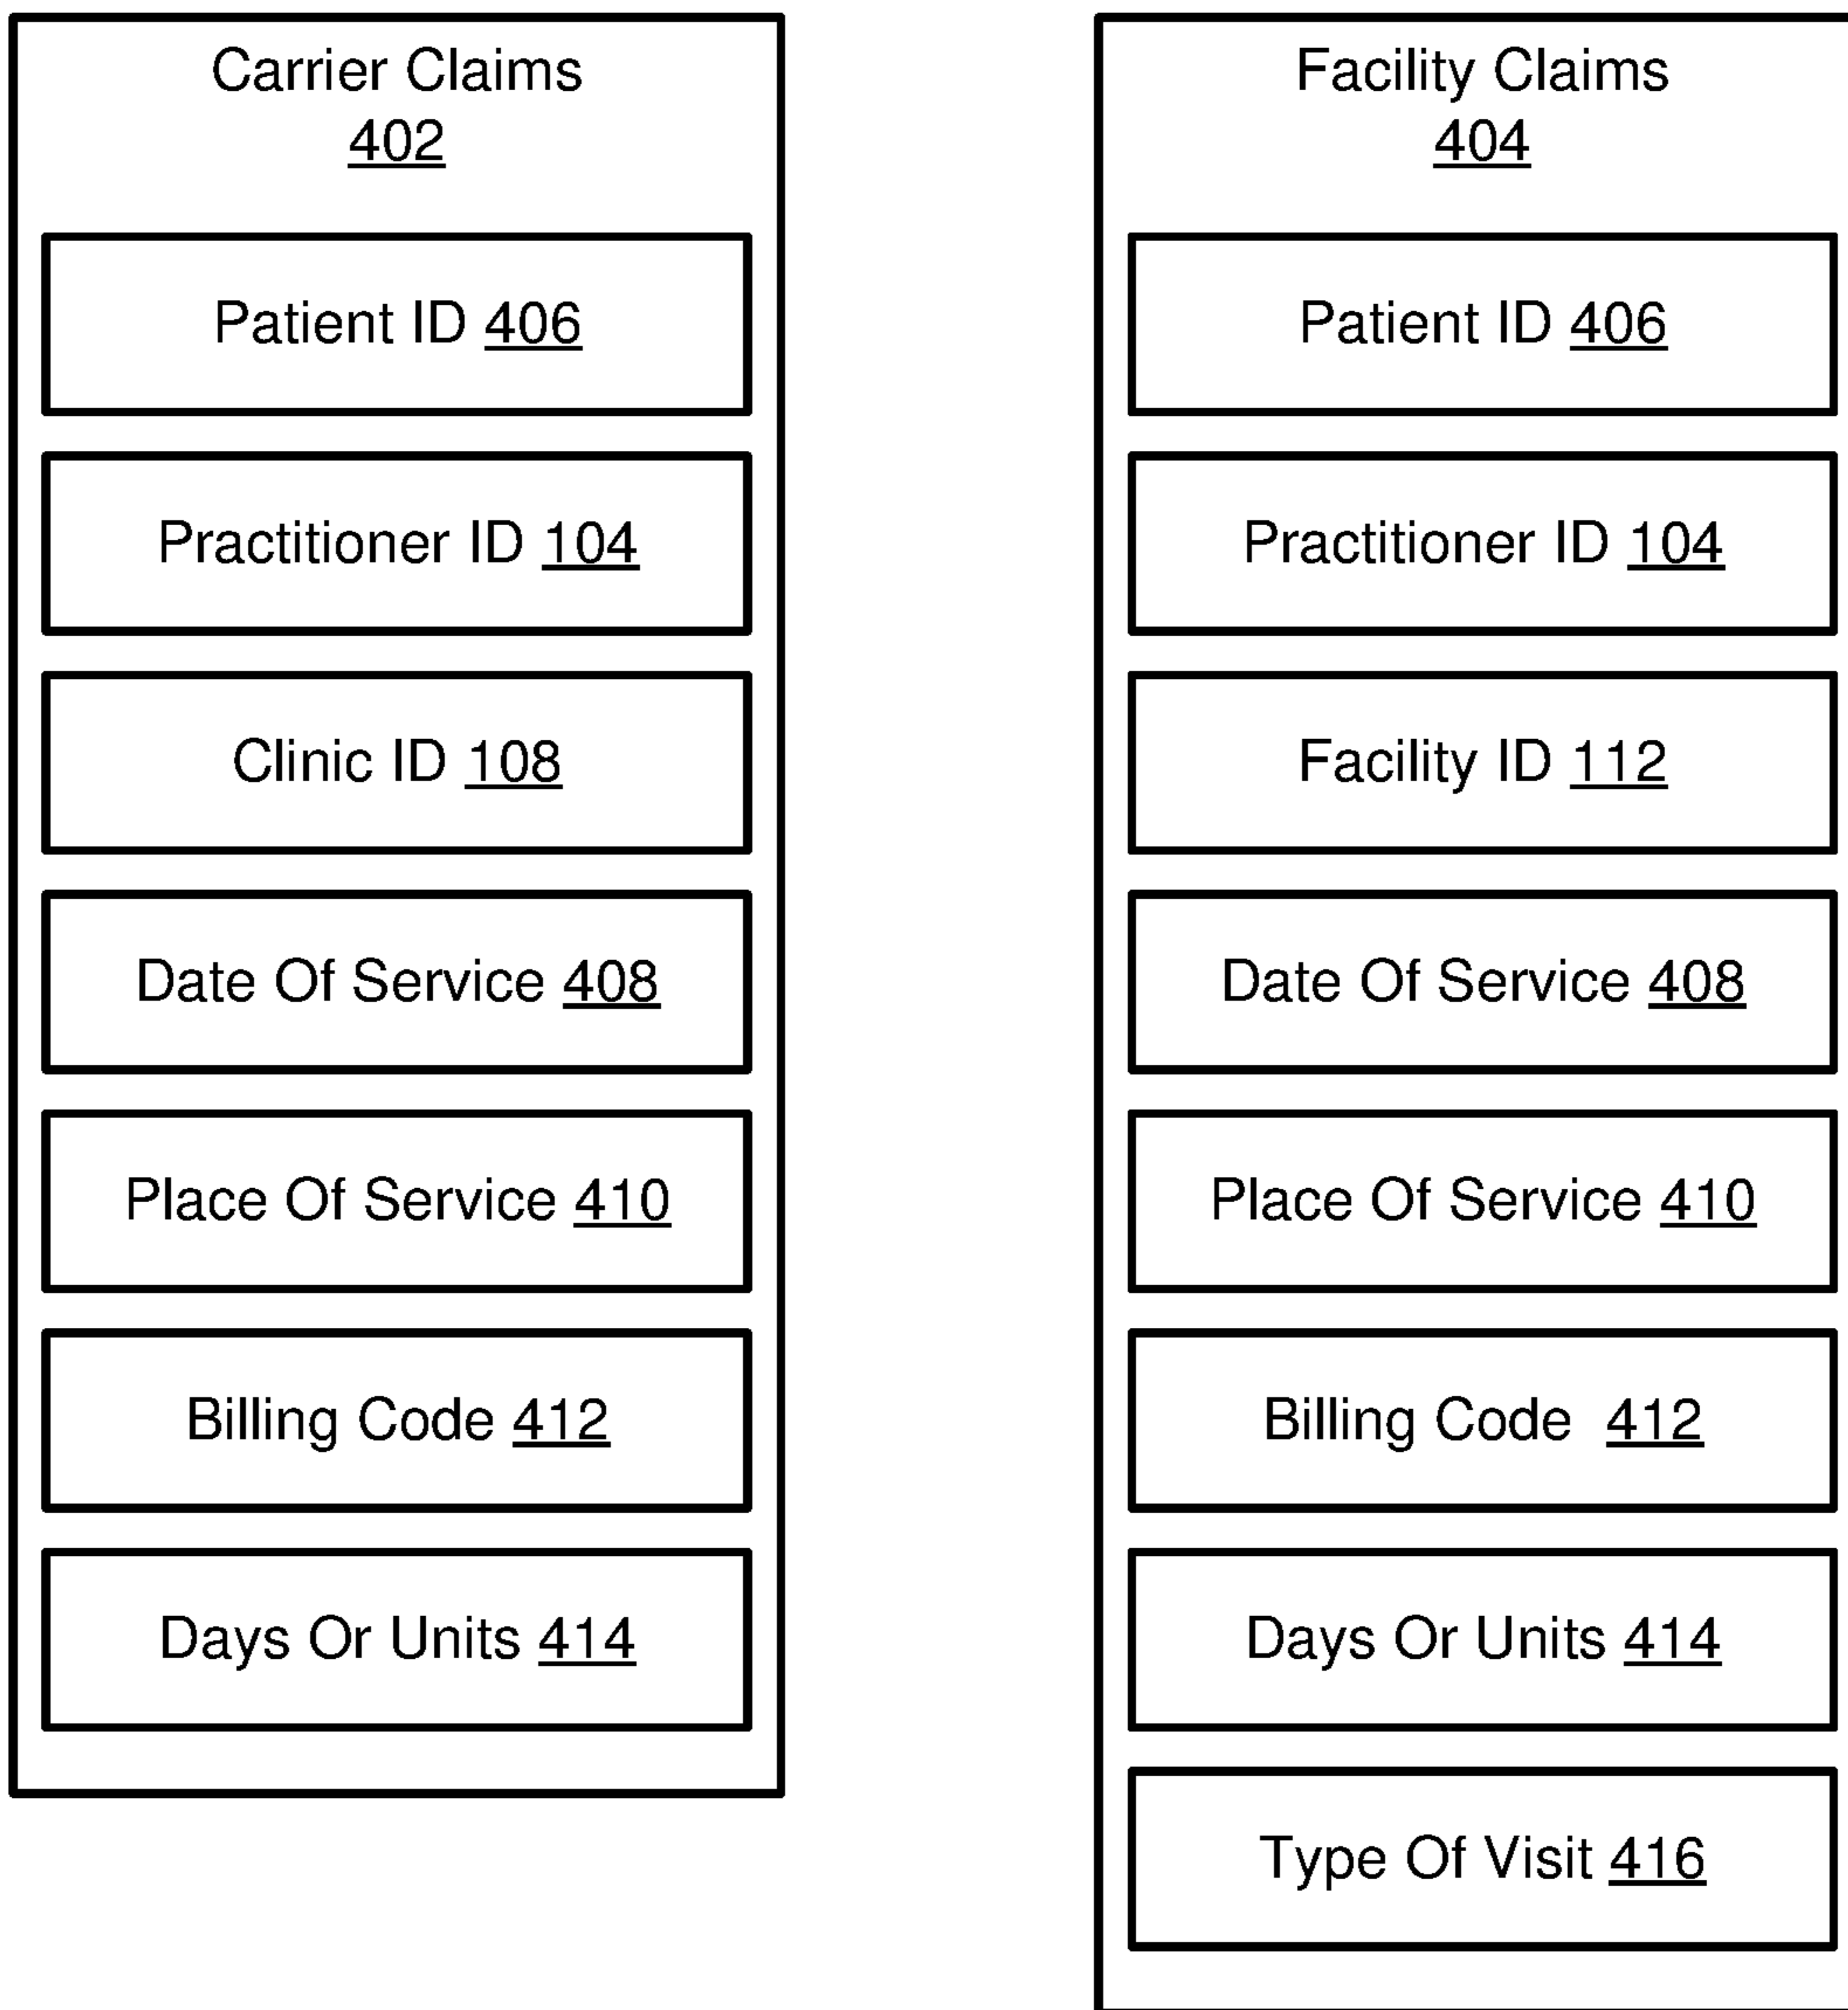 Carrier Claims
402
Patient ID 406
Practitioner ID 104
Clinic ID 108
Date Of Service 408
Place Of Service 410
Billing Code 412
Days Or Units 414
Facility Claims
404
Patient ID 406
Practitioner ID 104
Facility ID 112
Date Of Service 408
Place Of Service 410
Billing Code 412
Days Or Units 414
Type Of Visit 416